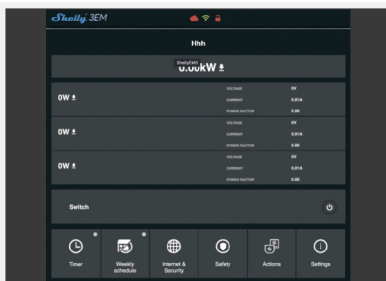 Shelly 3EM
Hhh
ShellyEM3
0.00kW
0W
VOLTAGE 0V
CURRENT 0.01A
POWER FACTOR 0.00
0W
VOLTAGE 0V
CURRENT 0.01A
POWER FACTOR 0.00
0W
VOLTAGE 0V
CURRENT 0.01A
POWER FACTOR 0.00
Switch
Timer
Weekly schedule
Internet & Security
Safety
Actions
Settings